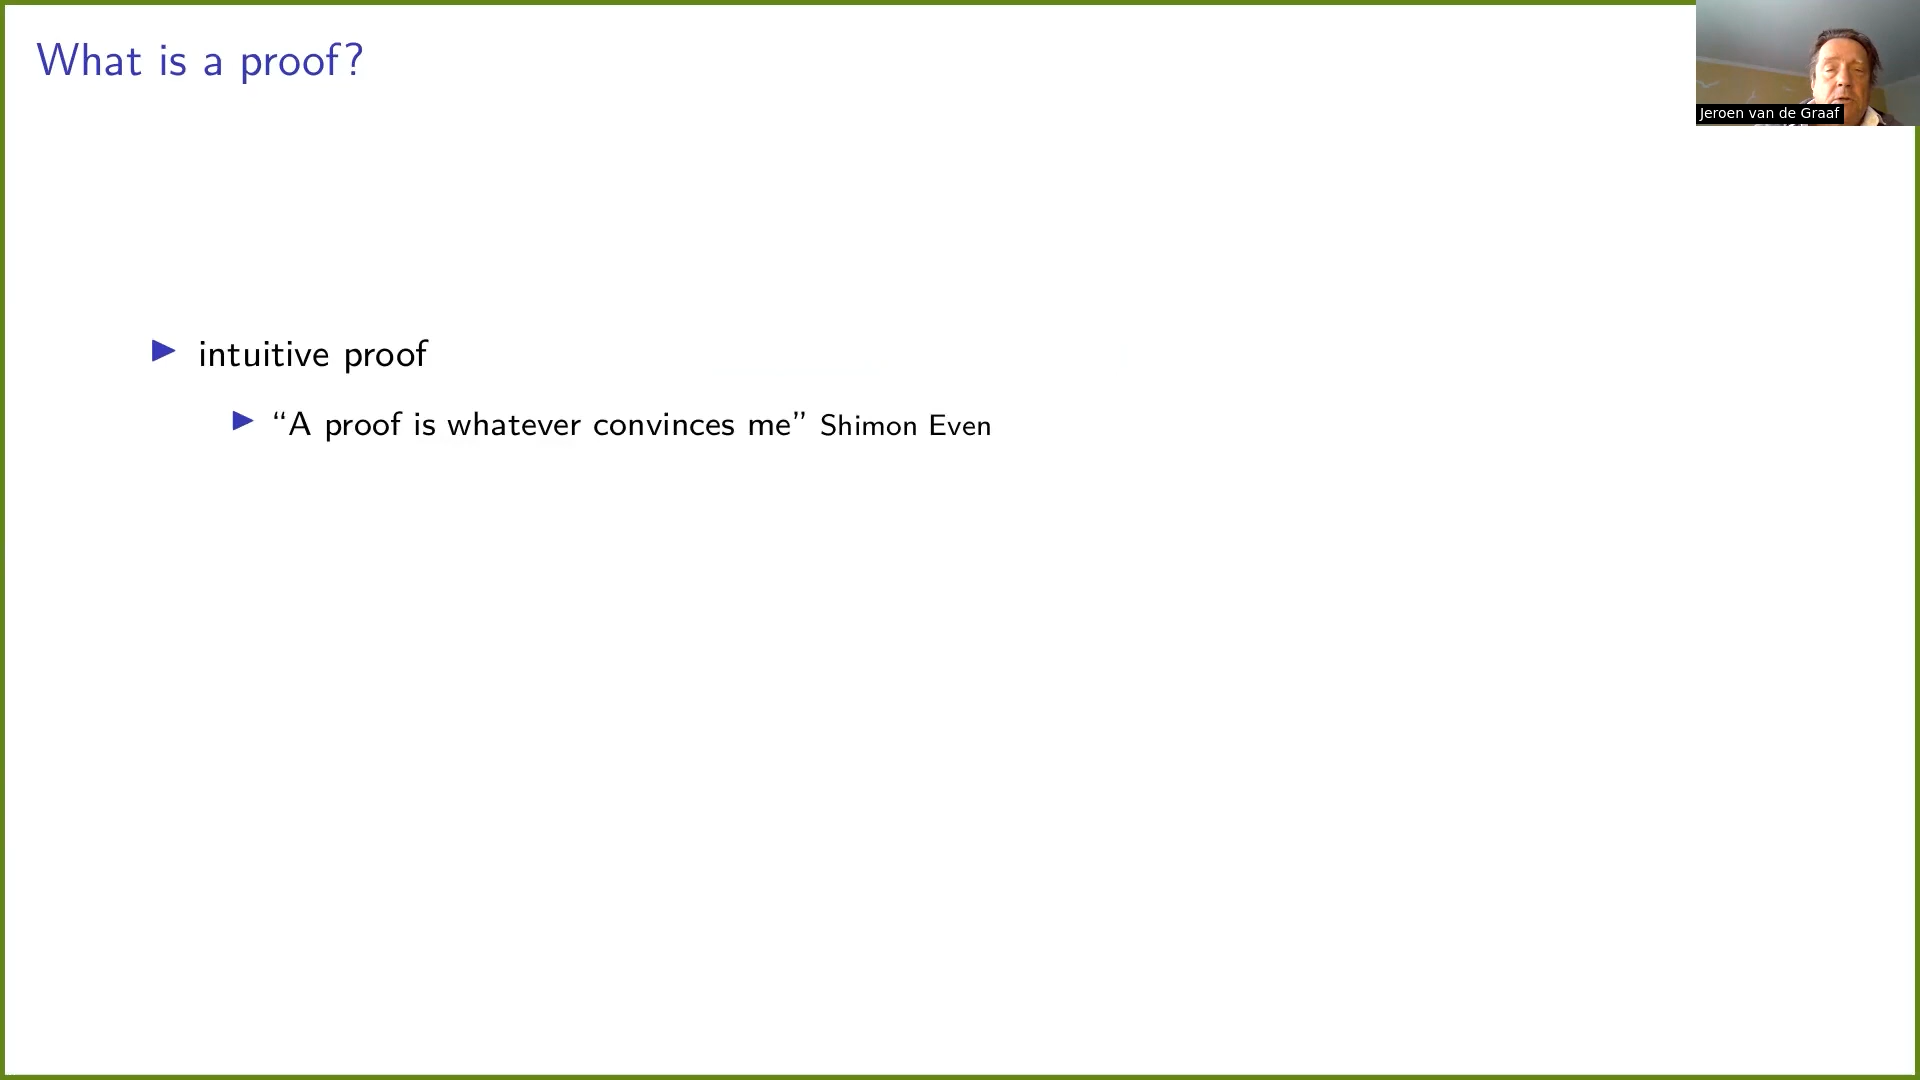 What is a proof?
Jeroen van de Graaf
intuitive proof
“A proof is whatever convinces me” Shimon Even